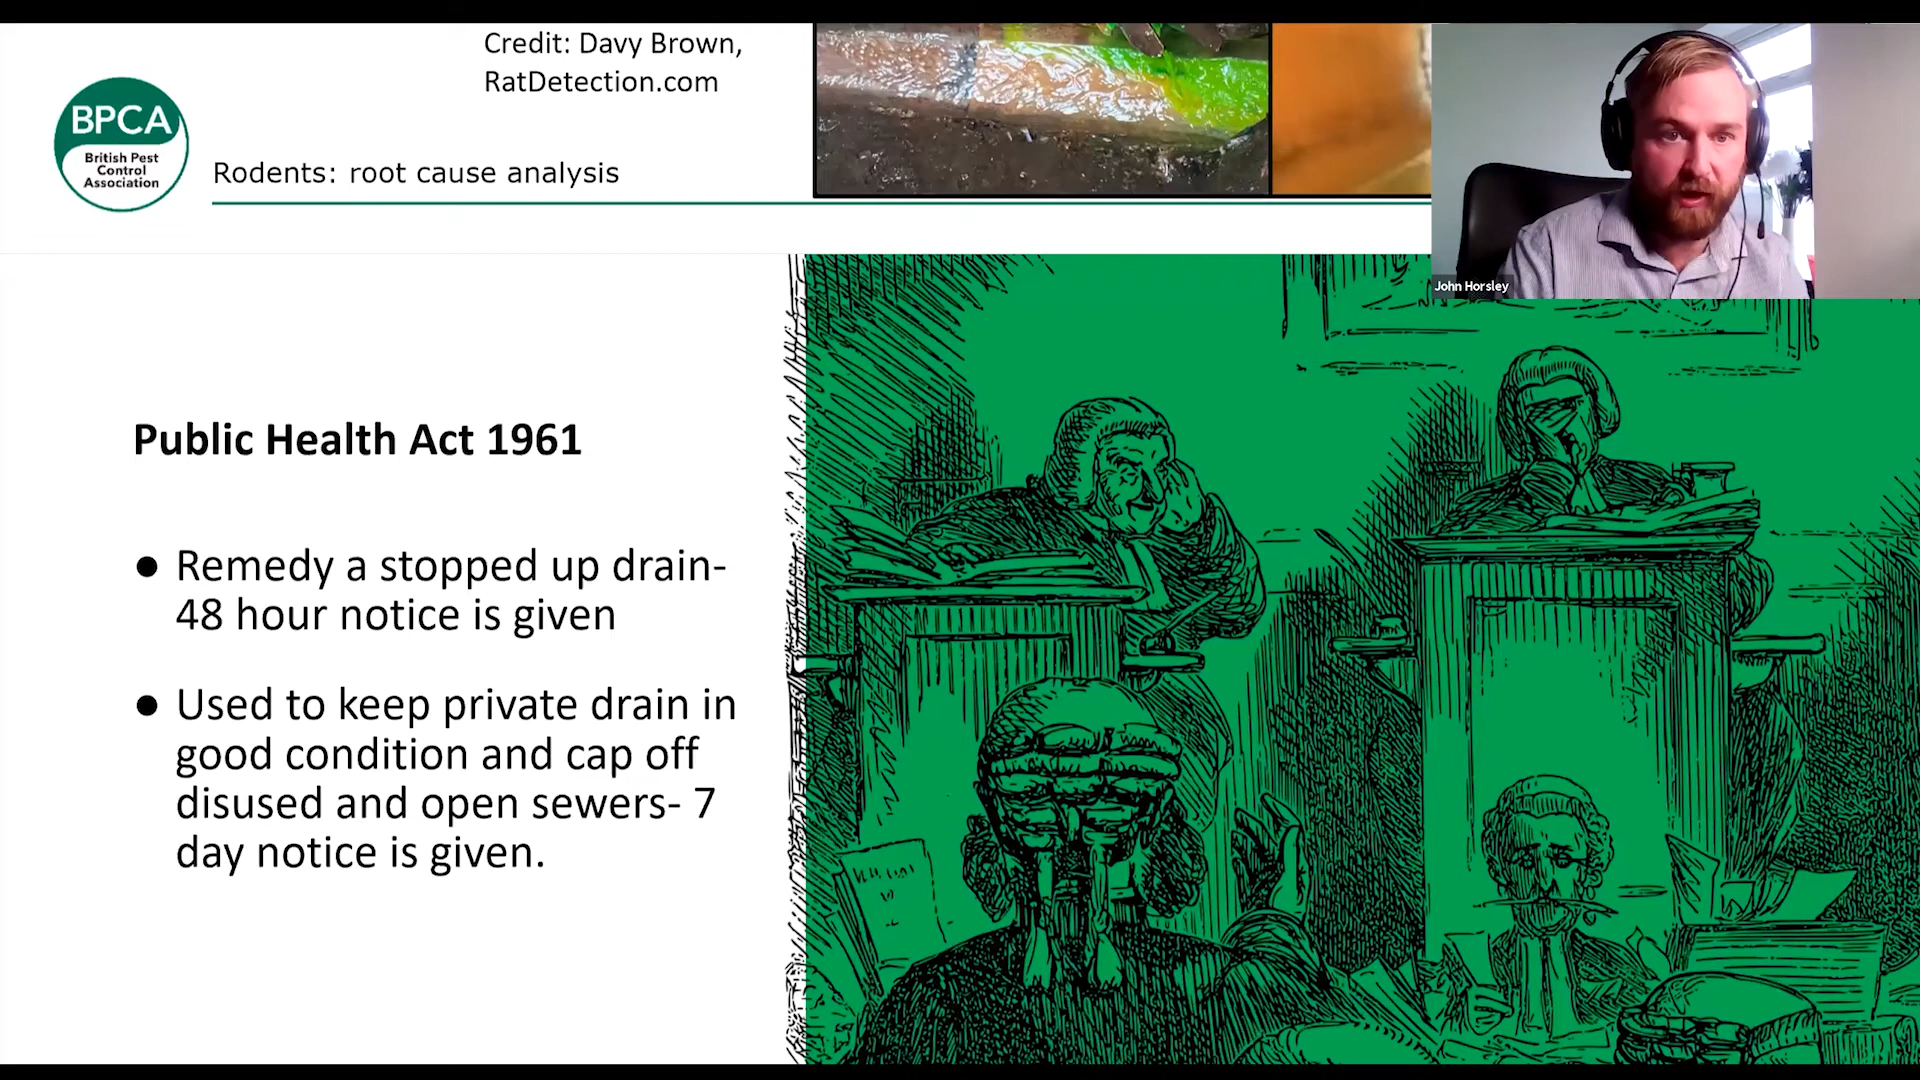 Credit: Davy Brown,
RatDetection.com
BPCA
British Pest
Control
Association
Rodents: root cause analysis
John Horsley
Public Health Act 1961
● Remedy a stopped up drain-
48 hour notice is given
● Used to keep private drain in
good condition and cap off
disused and open sewers- 7
day notice is given.